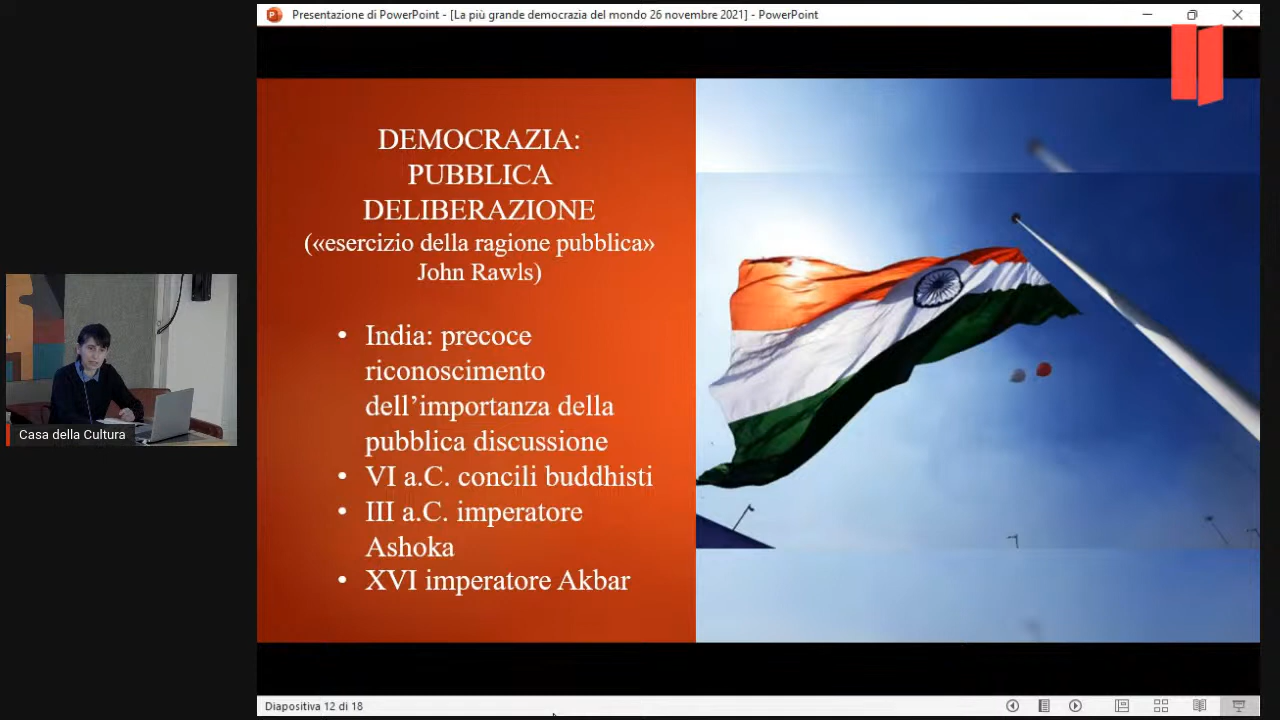 Presentazione di PowerPoint - [La più grande democrazia del mondo 26 novembre 2021] - PowerPoint
DEMOCRAZIA:
PUBBLICA
DELIBERAZIONE
(«esercizio della ragione pubblica»
John Rawls)
• India: precoce
riconoscimento
dell’importanza della
pubblica discussione
• VI a.C. concili buddhisti
• III a.C. imperatore
Ashoka
• XVI imperatore Akbar
Casa della Cultura
Diapositiva 12 di 18